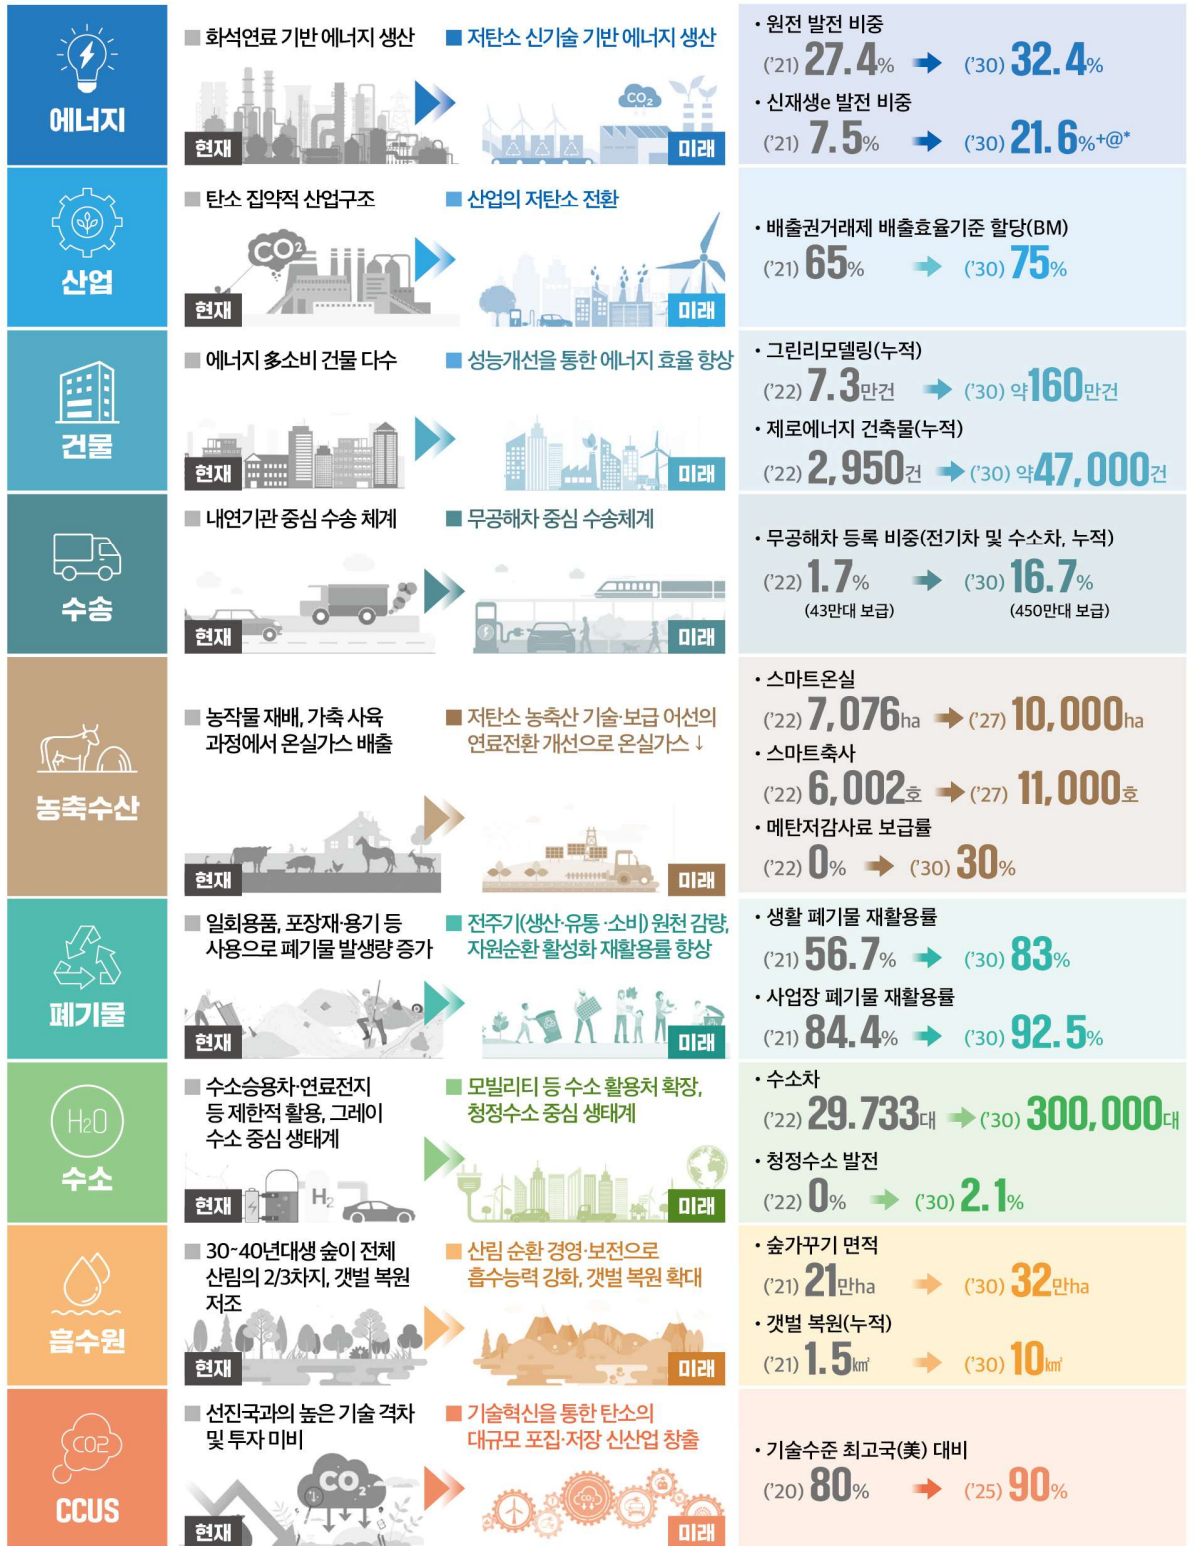 에너지
■ 화석연료 기반 에너지 생산
현재
■ 저탄소 신기술 기반 에너지 생산
CO₂
미래
• 원전 발전 비중
('21) 27.4% ➡ ('30) 32.4%
• 신재생e 발전 비중
('21) 7.5% ➡ ('30) 21.6%+@*
산업
■ 탄소 집약적 산업구조
CO₂
현재
■ 산업의 저탄소 전환
미래
• 배출권거래제 배출효율기준 할당(BM)
('21) 65% ➡ ('30) 75%
건물
■ 에너지 多소비 건물 다수
현재
■ 성능개선을 통한 에너지 효율 향상
미래
• 그린리모델링(누적)
('22) 7.3만건 ➡ ('30) 약160만건
• 제로에너지 건축물(누적)
('22) 2,950건 ➡ ('30) 약47,000건
수송
■ 내연기관 중심 수송 체계
현재
■ 무공해차 중심 수송체계
미래
• 무공해차 등록 비중(전기차 및 수소차, 누적)
('22) 1.7% ➡ ('30) 16.7%
(43만대 보급) (450만대 보급)
농축수산
■ 농작물 재배, 가축 사육
과정에서 온실가스 배출
현재
■ 저탄소 농축산 기술·보급 어선의
연료전환 개선으로 온실가스 ↓
미래
• 스마트온실
('22) 7,076ha ➡ ('27) 10,000ha
• 스마트축사
('22) 6,002호 ➡ ('27) 11,000호
• 메탄저감사료 보급률
('22) 0% ➡ ('30) 30%
폐기물
■ 일회용품, 포장재·용기 등
사용으로 폐기물 발생량 증가
현재
■ 전주기(생산·유통·소비) 원천 감량,
자원순환 활성화 재활용률 향상
미래
• 생활 폐기물 재활용률
('21) 56.7% ➡ ('30) 83%
• 사업장 폐기물 재활용률
('21) 84.4% ➡ ('30) 92.5%
H₂O
수소
■ 수소승용차·연료전지
등 제한적 활용, 그레이
수소 중심 생태계
H₂
현재
■ 모빌리티 등 수소 활용처 확장,
청정수소 중심 생태계
미래
• 수소차
('22) 29.733대 ➡ ('30) 300,000대
• 청정수소 발전
('22) 0% ➡ ('30) 2.1%
흡수원
■ 30~40년대생 숲이 전체
산림의 2/3차지, 갯벌 복원
저조
현재
■ 산림 순환 경영·보전으로
흡수능력 강화, 갯벌 복원 확대
미래
• 숲가꾸기 면적
('21) 21만ha ➡ ('30) 32만ha
• 갯벌 복원(누적)
('21) 1.5㎢ ➡ ('30) 10㎢
CO2
CCUS
■ 선진국과의 높은 기술 격차
및 투자 미비
CO₂
현재
■ 기술혁신을 통한 탄소의
대규모 포집·저장 신산업 창출
CO₂
미래
• 기술수준 최고국(美) 대비
('20) 80% ➡ ('25) 90%